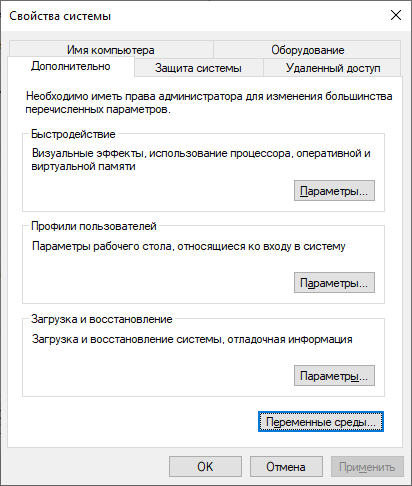 Свойства системы
Имя компьютера
Оборудование
Дополнительно
Защита системы
Удаленный доступ
Необходимо иметь права администратора для изменения большинства
перечисленных параметров.
Быстродействие
Визуальные эффекты, использование процессора, оперативной и
виртуальной памяти
Параметры...
Профили пользователей
Параметры рабочего стола, относящиеся ко входу в систему
Параметры...
Загрузка и восстановление
Загрузка и восстановление системы, отладочная информация
Параметры...
Переменные среды...
ОК
Отмена
Применить